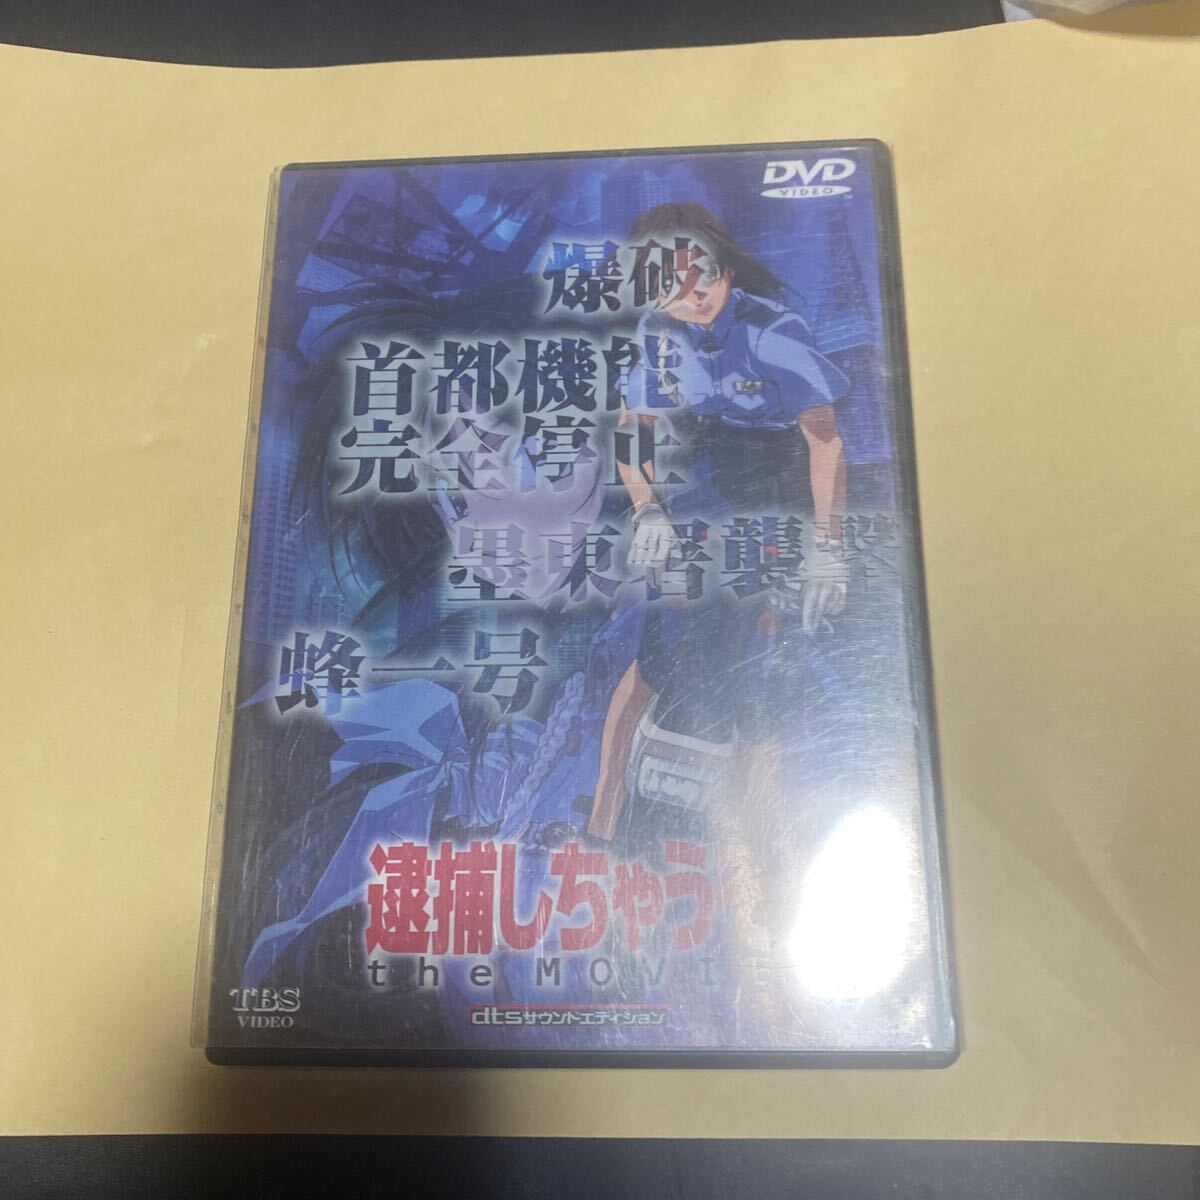 DVD
VIDEO
爆破
首都機能
完全停止
墨東署襲撃
蜂一号
逮捕しちゃう
the MOVI
TBS
VIDEO
dtsサウンドエディション